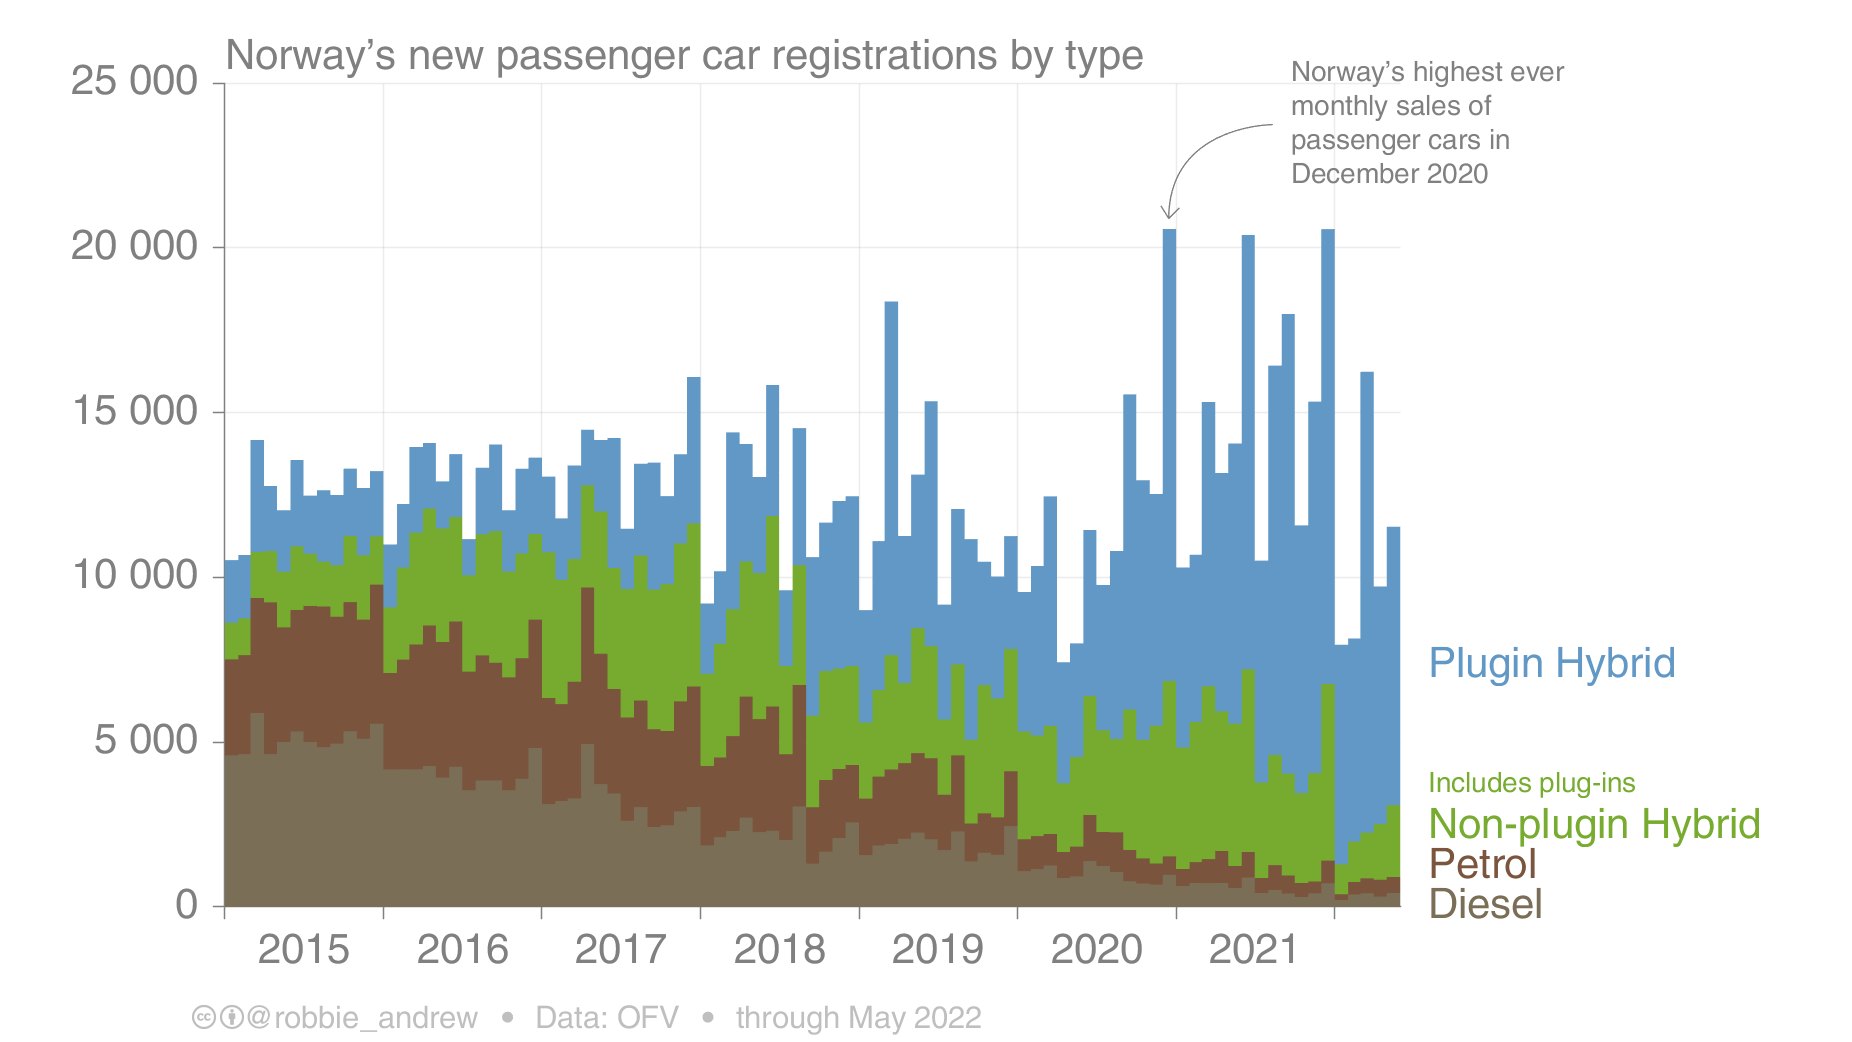 Norway's new passenger car registrations by type
25 000
20 000
15 000
10 000
5 000
0
Norway's highest ever
monthly sales of
passenger cars in
December 2020
Plugin Hybrid
Includes plug-ins
Non-plugin Hybrid
Petrol
Diesel
2015 2016 2017 2018 2019 2020 2021
cc @robbie_andrew • Data: OFV • through May 2022